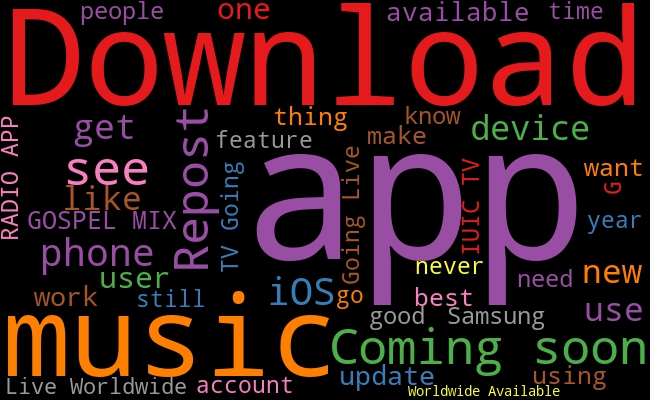 people
one
available
time
Download
RADIO APP
get
Repost
thing
know
feature
make
device
see
like
TV Going
Going Live
app
IUIC TV
want
G
GOSPEL MIX
year
phone
user
never
need
new
work
still
iOS
go
best
use
music
good
Samsung
Coming soon
Live Worldwide
account
update
using
Worldwide Available